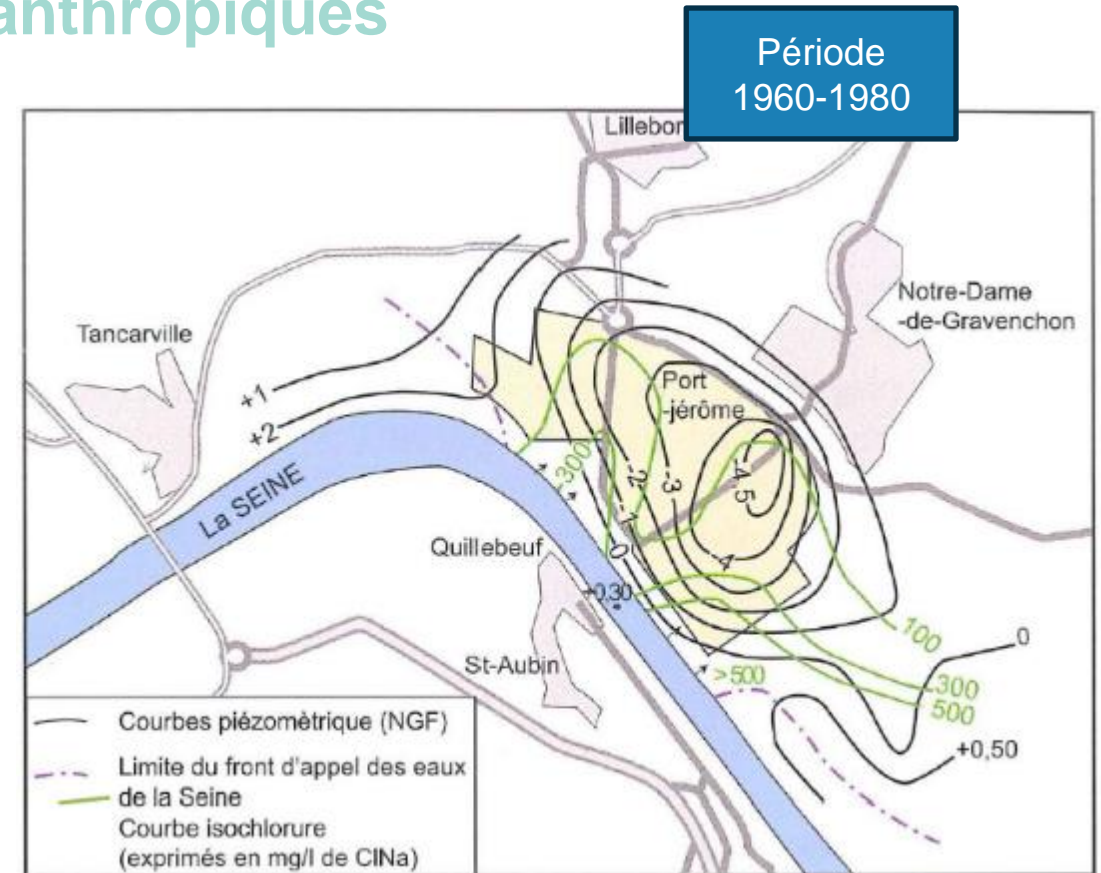 anthropiques
Période
1960-1980
Lillebor
Notre-Dame
-de-Gravenchon
Tancarville
Port
-jérôme
+1
+2
300
-2
-3
-4,5
-1
-4
0
La SEINE
Quillebeuf
+0,30
St-Aubin
100
0
>500
300
500
+0,50
Courbes piézomètrique (NGF)
Limite du front d'appel des eaux
de la Seine
Courbe isochlorure
(exprimés en mg/l de ClNa)